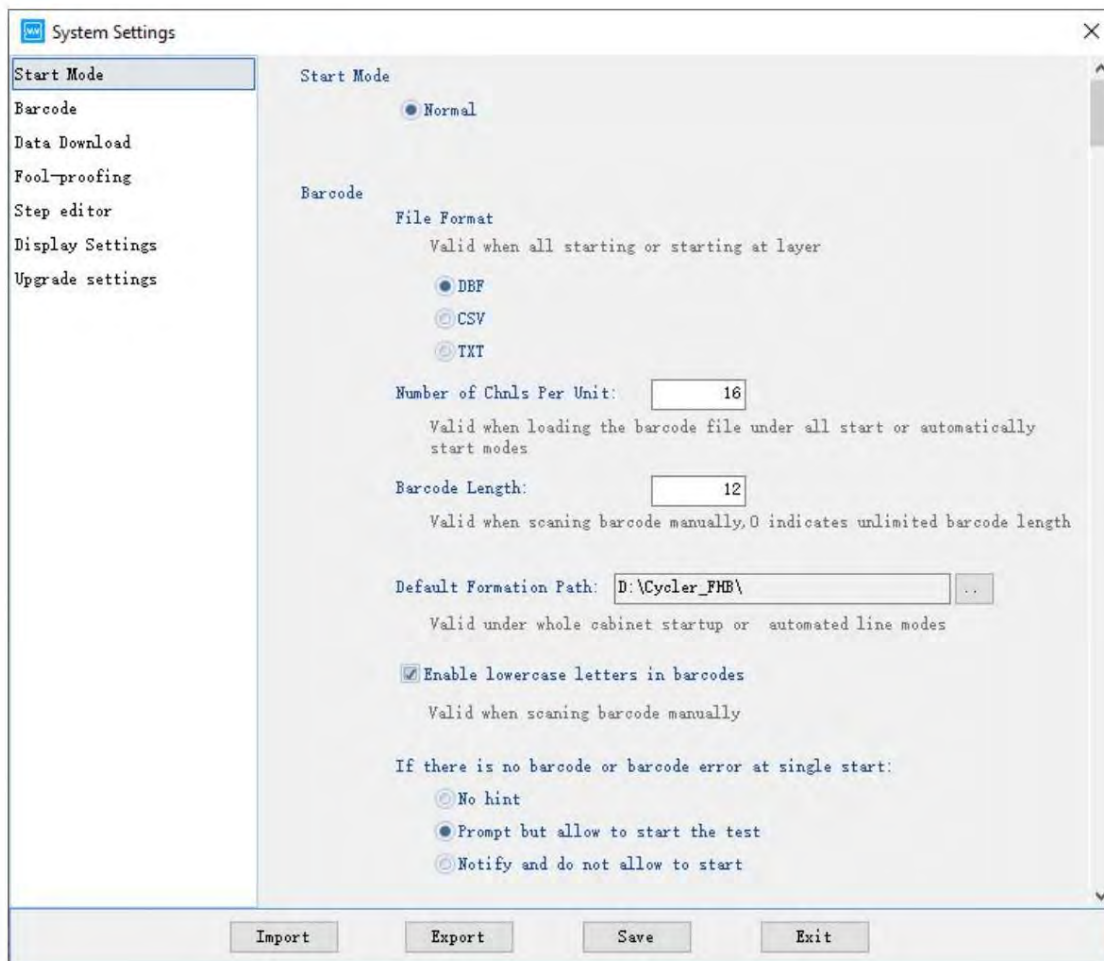 System Settings
Start Mode
Barcode
Data Download
Fool-proofing
Step editor
Display Settings
Upgrade settings
Start Mode
Normal
Barcode
File Format
Valid when all starting or starting at layer
DBF
CSV
TXT
Number of Chnls Per Unit: 16
Valid when loading the barcode file under all start or automatically
start modes
Barcode Length: 12
Valid when scaning barcode manually,0 indicates unlimited barcode length
Default Formation Path: D:\Cycler_FMB\ ..
Valid under whole cabinet startup or automated line modes
Enable lowercase letters in barcodes
Valid when scaning barcode manually
If there is no barcode or barcode error at single start:
No hint
Prompt but allow to start the test
Notify and do not allow to start
Import Export Save Exit